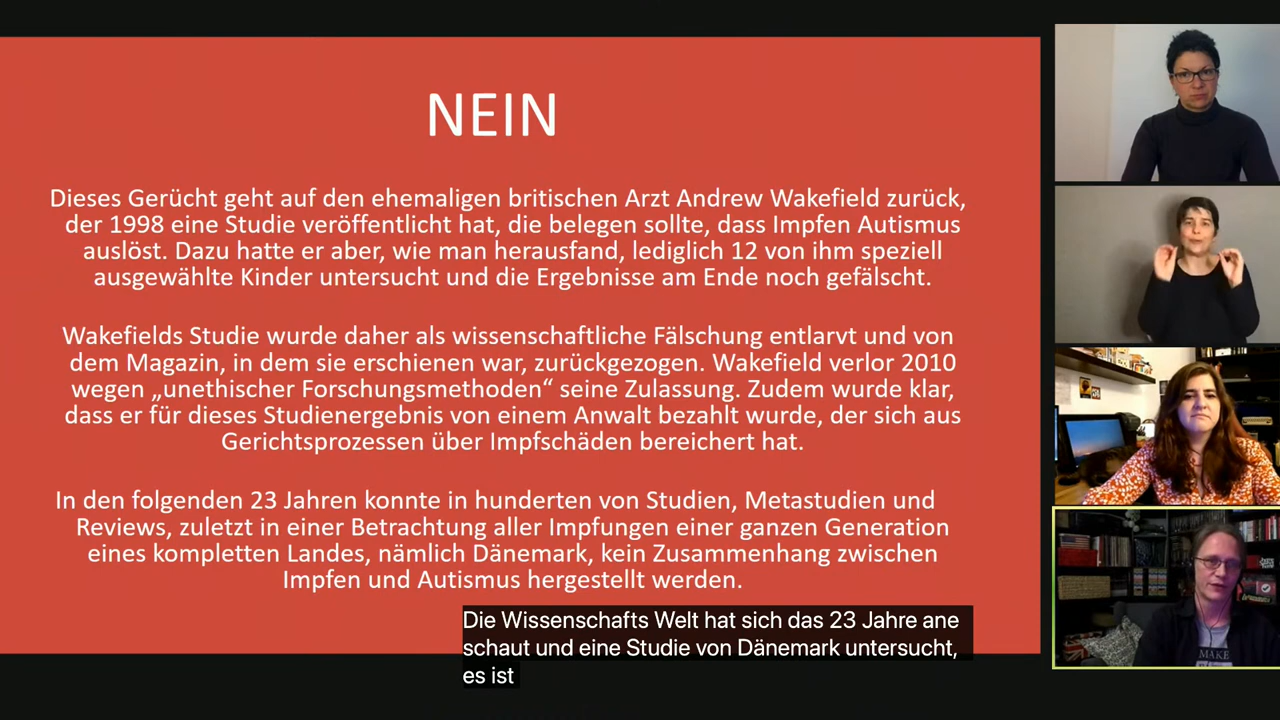 NEIN
Dieses Gerücht geht auf den ehemaligen britischen Arzt Andrew Wakefield zurück,
der 1998 eine Studie veröffentlicht hat, die belegen sollte, dass Impfen Autismus
auslöst. Dazu hatte er aber, wie man herausfand, lediglich 12 von ihm speziell
ausgewählte Kinder untersucht und die Ergebnisse am Ende noch gefälscht.
Wakefields Studie wurde daher als wissenschaftliche Fälschung entlarvt und von
dem Magazin, in dem sie erschienen war, zurückgezogen. Wakefield verlor 2010
wegen „unethischer Forschungsmethoden“ seine Zulassung. Zudem wurde klar,
dass er für dieses Studienergebnis von einem Anwalt bezahlt wurde, der sich aus
Gerichtsprozessen über Impfschäden bereichert hat.
In den folgenden 23 Jahren konnte in hunderten von Studien, Metastudien und
Reviews, zuletzt in einer Betrachtung aller Impfungen einer ganzen Generation
eines kompletten Landes, nämlich Dänemark, kein Zusammenhang zwischen
Impfen und Autismus hergestellt werden.
Die Wissenschafts Welt hat sich das 23 Jahre ane
schaut und eine Studie von Dänemark untersucht,
es ist
MAKE